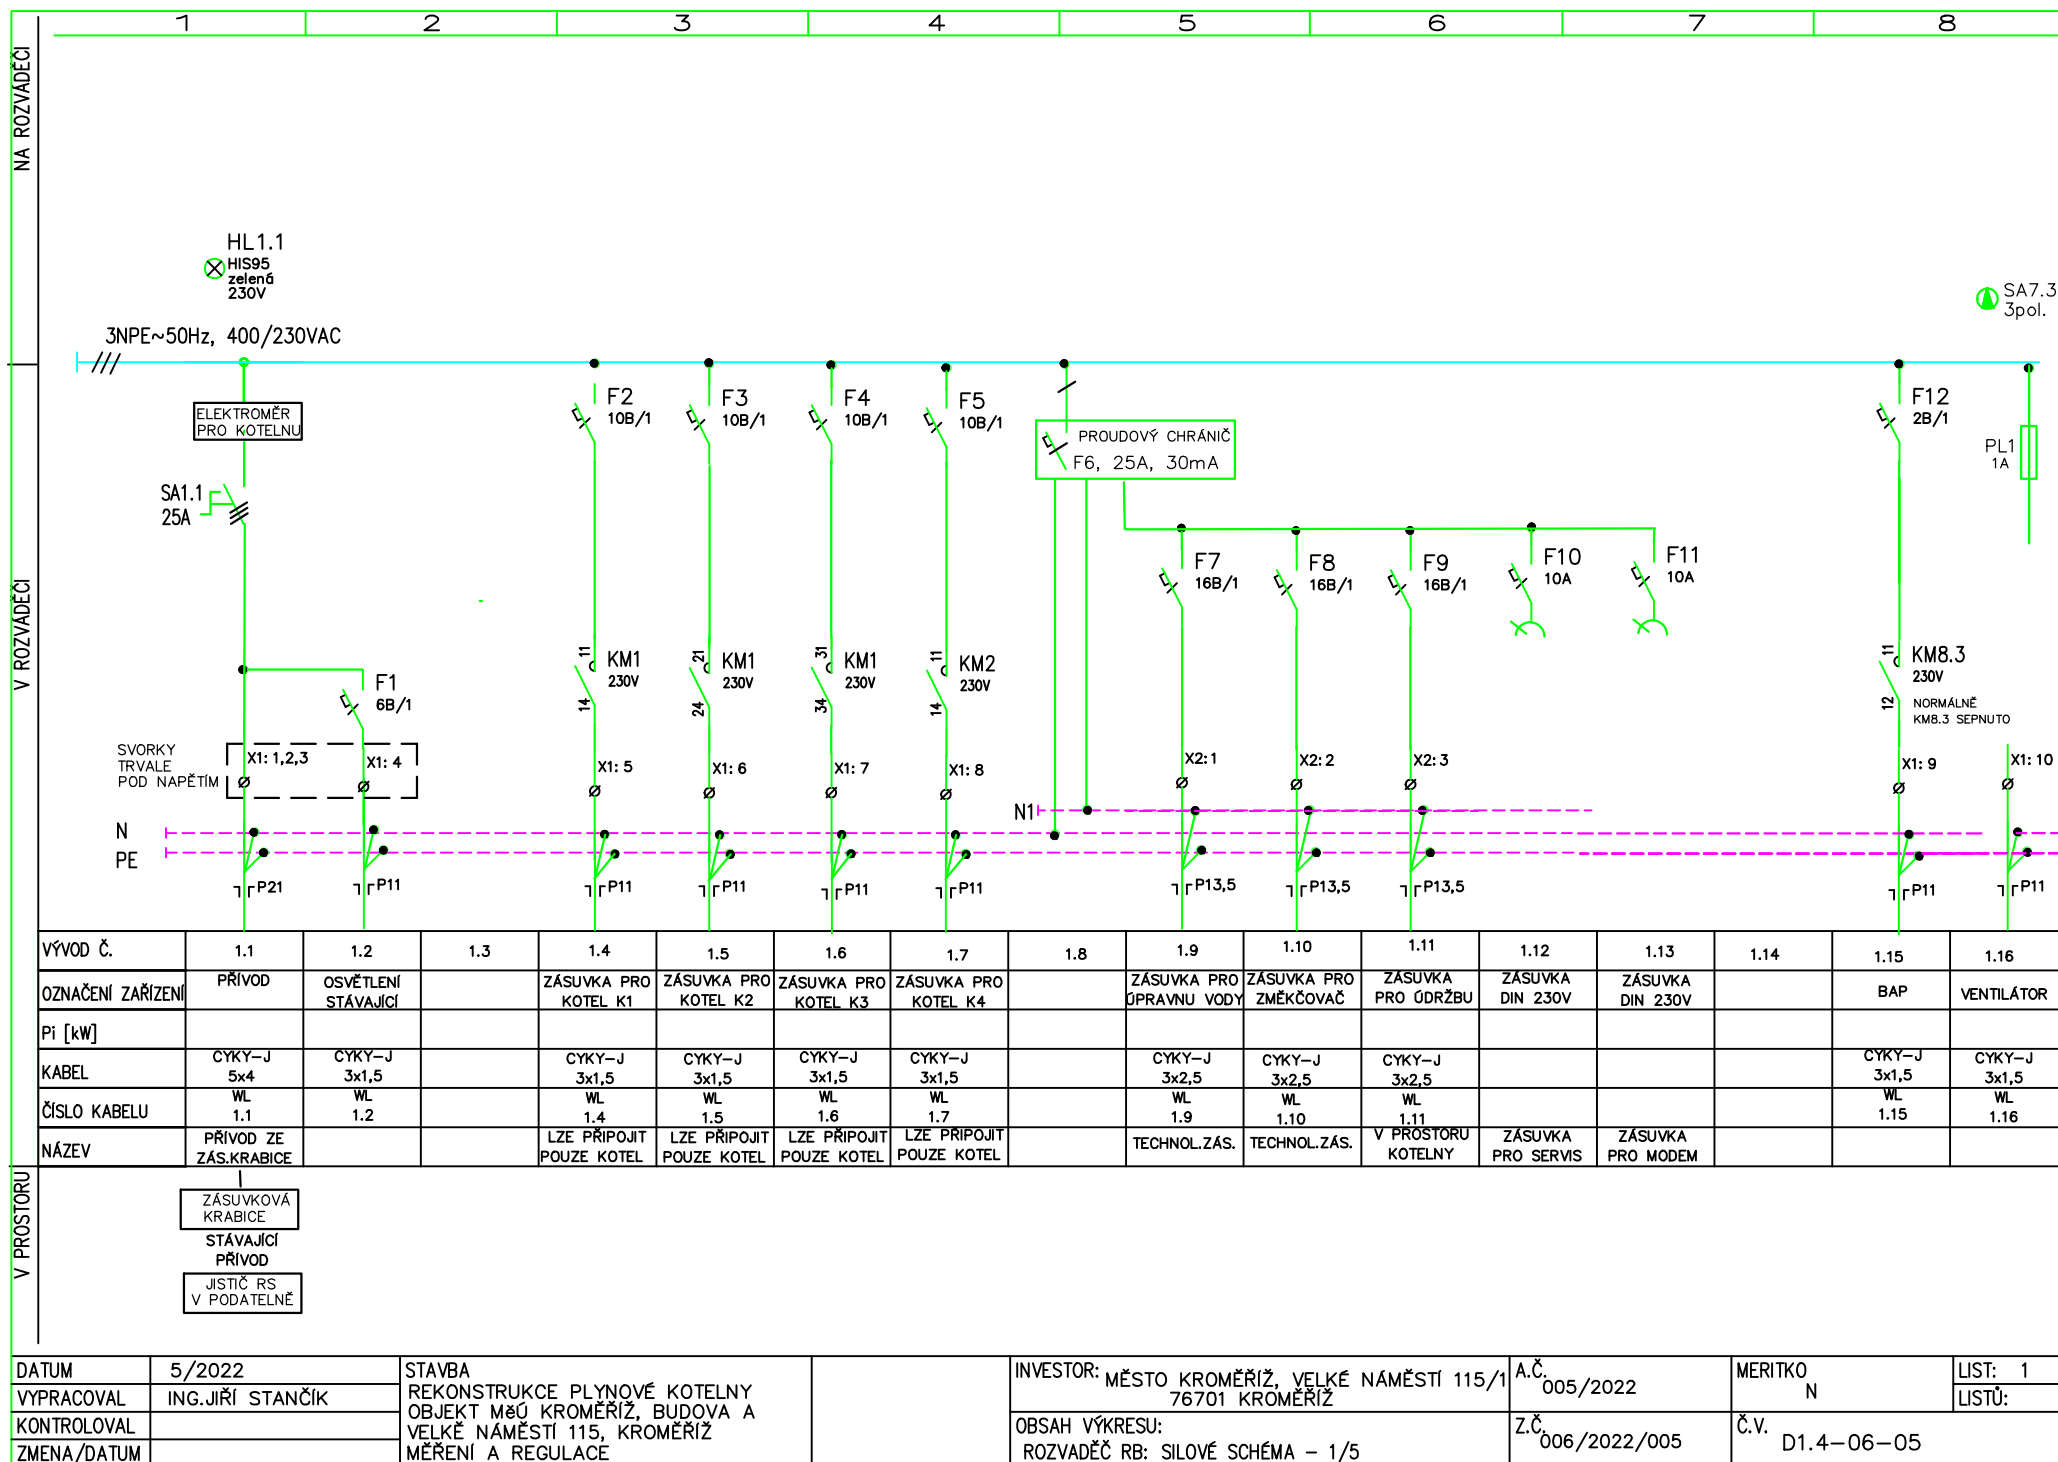 1 2 3 4 5 6 7 8
NA ROZVÁDĚČI
HL1.1
HIS95
zelená
230V
SA7.3
3pol.
3NPE~50Hz, 400/230VAC
V ROZVÁDĚČI
ELEKTROMĚR
PRO KOTELNU
SA1.1
25A
F2
10B/1
F3
10B/1
F4
10B/1
F5
10B/1
PROUDOVÝ CHRÁNIČ
F6, 25A, 30mA
F12
2B/1
PL1
1A
F7
16B/1
F8
16B/1
F9
16B/1
F10
10A
F11
10A
F1
6B/1
11
KM1
230V
14
21
KM1
230V
24
31
KM1
230V
34
11
KM2
230V
14
11
KM8.3
230V
12
NORMÁLNĚ
KM8.3 SEPNUTO
SVORKY
TRVALE
POD NAPĚTÍM
X1: 1,2,3
X1: 4
X1: 5
X1: 6
X1: 7
X1: 8
X2: 1
X2: 2
X2: 3
X1: 9
X1: 10
N1
N
PE
P21 P11 P11 P11 P11 P11 P13,5 P13,5 P13,5 P11 P11
VÝVOD Č. 1.1 1.2 1.3 1.4 1.5 1.6 1.7 1.8 1.9 1.10 1.11 1.12 1.13 1.14 1.15 1.16
OZNAČENÍ ZAŘÍZENÍ
PŘÍVOD
OSVĚTLENÍ
STÁVAJÍCÍ
ZÁSUVKA PRO
KOTEL K1
ZÁSUVKA PRO
KOTEL K2
ZÁSUVKA PRO
KOTEL K3
ZÁSUVKA PRO
KOTEL K4
ZÁSUVKA PRO
ÚPRAVNU VODY
ZÁSUVKA PRO
ZMĚKČOVAČ
ZÁSUVKA
PRO ÚDRŽBU
ZÁSUVKA
DIN 230V
ZÁSUVKA
DIN 230V
BAP
VENTILÁTOR
Pi [kW]
KABEL
CYKY-J
5x4
CYKY-J
3x1,5
CYKY-J
3x1,5
CYKY-J
3x1,5
CYKY-J
3x1,5
CYKY-J
3x1,5
CYKY-J
3x2,5
CYKY-J
3x2,5
CYKY-J
3x2,5
CYKY-J
3x1,5
CYKY-J
3x1,5
ČÍSLO KABELU
WL
1.1
WL
1.2
WL
1.4
WL
1.5
WL
1.6
WL
1.7
WL
1.9
WL
1.10
WL
1.11
WL
1.15
WL
1.16
NÁZEV
PŘÍVOD ZE
ZÁS.KRABICE
LZE PŘIPOJIT
POUZE KOTEL
LZE PŘIPOJIT
POUZE KOTEL
LZE PŘIPOJIT
POUZE KOTEL
LZE PŘIPOJIT
POUZE KOTEL
TECHNOL.ZÁS.
TECHNOL.ZÁS.
V PROSTORU
KOTELNY
ZÁSUVKA
PRO SERVIS
ZÁSUVKA
PRO MODEM
V PROSTORU
ZÁSUVKOVÁ
KRABICE
STÁVAJÍCÍ
PŘÍVOD
JISTIČ RS
V PODATELNĚ
DATUM 5/2022
VYPRACOVAL ING.JIŘÍ STANČÍK
KONTROLOVAL
ZMENA/DATUM
STAVBA
REKONSTRUKCE PLYNOVÉ KOTELNY
OBJEKT MěÚ KROMĚŘÍŽ, BUDOVA A
VELKÉ NÁMĚSTÍ 115, KROMĚŘÍŽ
MĚŘENÍ A REGULACE
INVESTOR: MĚSTO KROMĚŘÍŽ, VELKÉ NÁMĚSTÍ 115/1
76701 KROMĚŘÍŽ
OBSAH VÝKRESU:
ROZVADĚČ RB: SILOVÉ SCHÉMA - 1/5
A.Č. 005/2022
Z.Č. 006/2022/005
MERITKO
N
Č.V. D1.4-06-05
LIST: 1
LISTŮ: